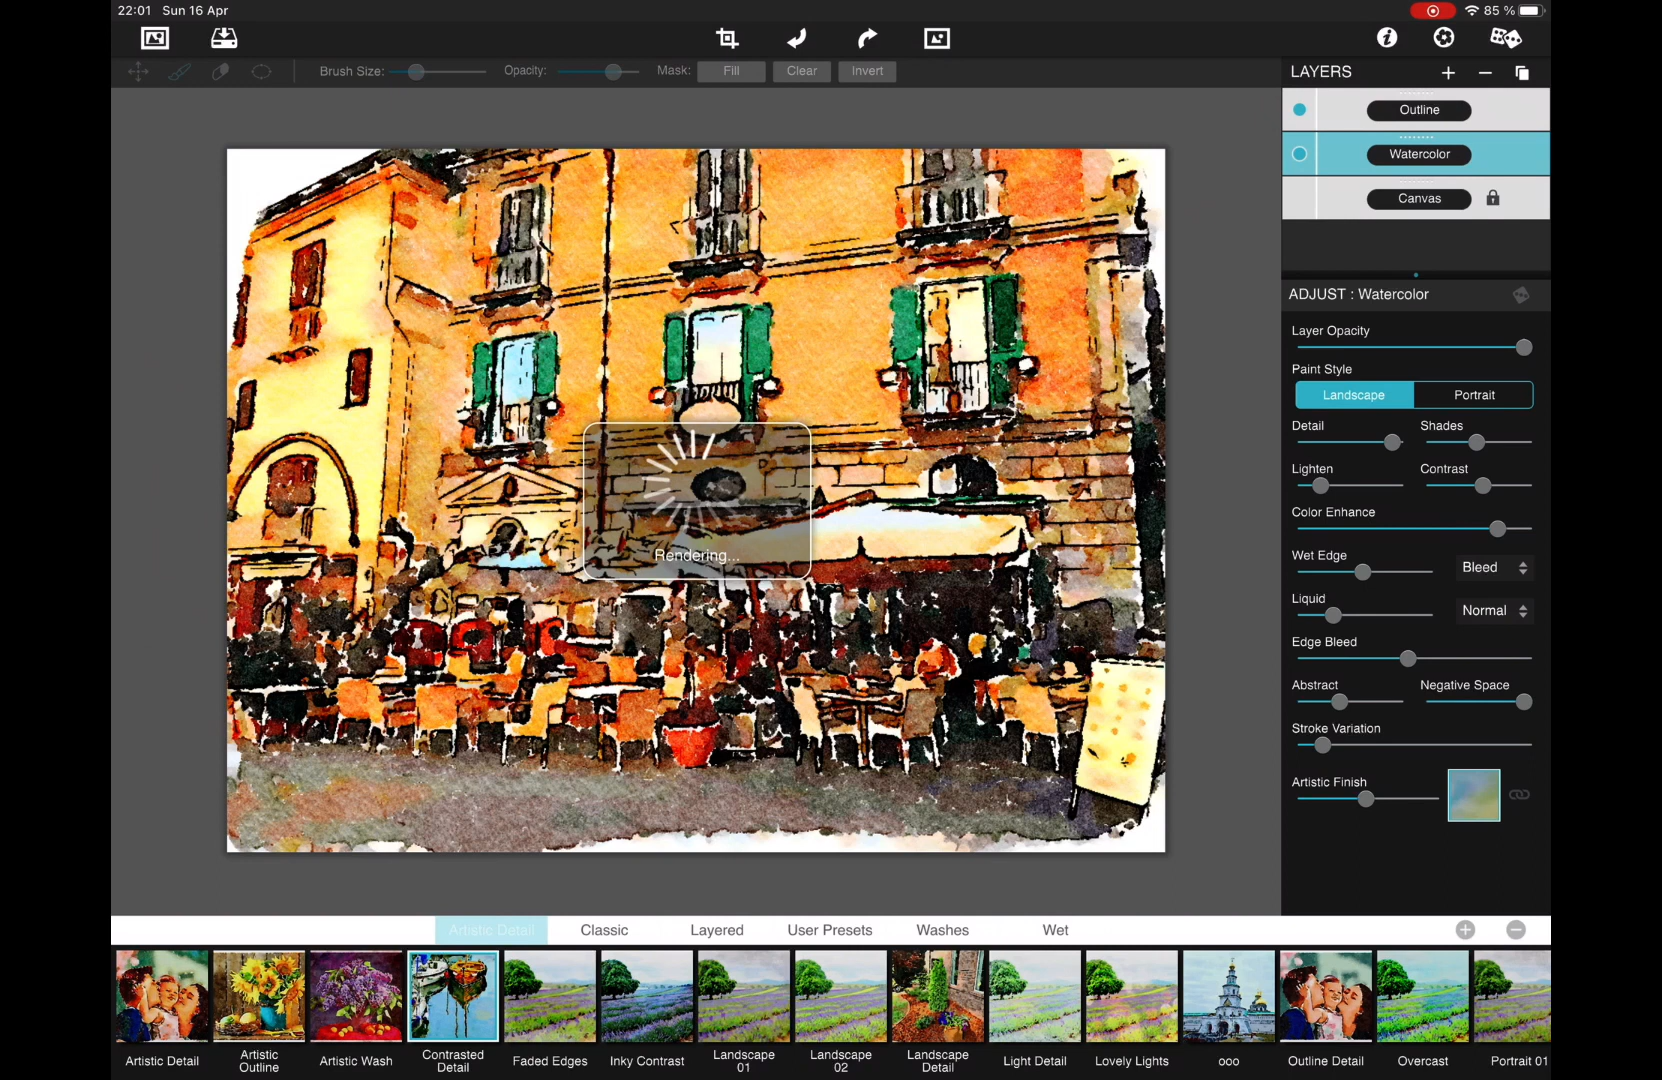 22:01 Sun 16 Apr
85 %
Brush Size: Opacity: Mask: Fill Clear Invert
LAYERS
Outline
Watercolor
Canvas
ADJUST : Watercolor
Layer Opacity
Paint Style
Landscape Portrait
Detail Shades
Lighten Contrast
Color Enhance
Wet Edge Bleed
Liquid Normal
Edge Bleed
Abstract Negative Space
Stroke Variation
Artistic Finish
Rendering...
Artistic Detail Classic Layered User Presets Washes Wet
Artistic Detail
Artistic
Outline
Artistic Wash
Contrasted
Detail
Faded Edges
Inky Contrast
Landscape
01
Landscape
02
Landscape
Detail
Light Detail
Lovely Lights
ooo
Outline Detail
Overcast
Portrait 01